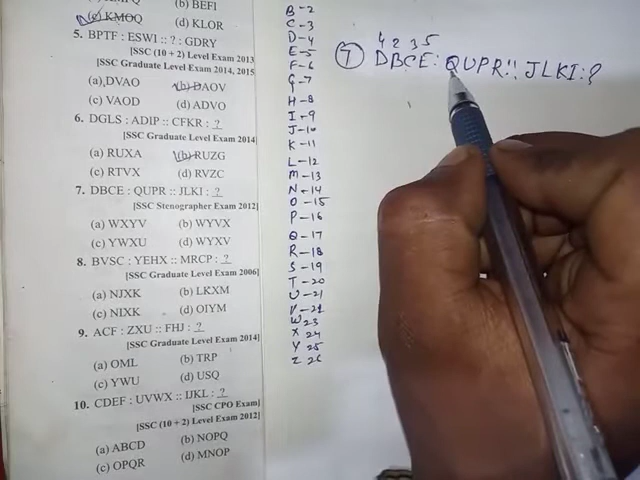 (b) BEFI
(c) KMOQ (d) KLOR
5. BPTF : ESWI :: ? : GDRY
[SSC (10 + 2) Level Exam 2013
SSC Graduate Level Exam 2014, 2015
(a) DVAO (b) DAOV
(c) VAOD (d) ADVO
6. DGLS : ADIP :: CFKR : ?
[SSC Graduate Level Exam 2014]
(a) RUXA (b) RUZG
(c) RTVX (d) RVZC
7. DBCE : QUPR :: JLKI : ?
[SSC Stenographer Exam 2012]
(a) WXYV (b) WYVX
(c) YWXU (d) WYXV
8. BVSC : YEHX :: MRCP : ?
[SSC Graduate Level Exam 2006]
(a) NJXK (b) LKXM
(c) NIXK (d) OIYM
9. ACF : ZXU :: FHJ : ?
[SSC Graduate Level Exam 2014]
(a) OML (b) TRP
(c) YWU (d) USQ
10. CDEF : UVWX :: IJKL : ?
[SSC CPO Exam]
[SSC (10 + 2) Level Exam 2012]
(a) ABCD (b) NOPQ
(c) OPQR (d) MNOP
B-2
C-3
D-4
E-5
F-6
G-7
H-8
I-9
J-10
K-11
L-12
M-13
N-14
O-15
P-16
Q-17
R-18
S-19
T-20
U-21
V-21
W 23
X 24
Y 25
Z 26
4 2 3 5
7 DBCE : QUPR :: JLKI : ?